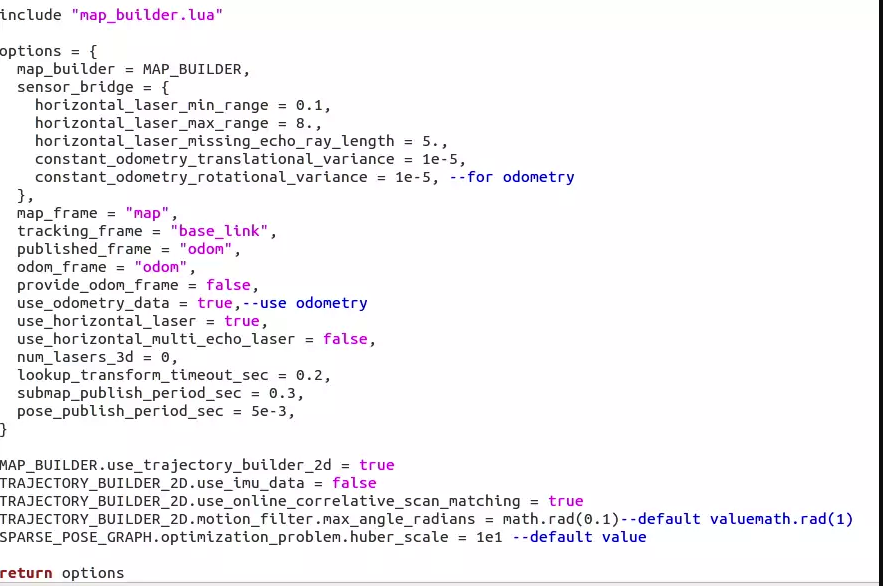 include "map_builder.lua"
options = {
map_builder = MAP_BUILDER,
sensor_bridge = {
horizontal_laser_min_range = 0.1,
horizontal_laser_max_range = 8.,
horizontal_laser_missing_echo_ray_length = 5.,
constant_odometry_translational_variance = 1e-5,
constant_odometry_rotational_variance = 1e-5, --for odometry
},
map_frame = "map",
tracking_frame = "base_link",
published_frame = "odom",
odom_frame = "odom",
provide_odom_frame = false,
use_odometry_data = true,--use odometry
use_horizontal_laser = true,
use_horizontal_multi_echo_laser = false,
num_lasers_3d = 0,
lookup_transform_timeout_sec = 0.2,
submap_publish_period_sec = 0.3,
pose_publish_period_sec = 5e-3,
}
MAP_BUILDER.use_trajectory_builder_2d = true
TRAJECTORY_BUILDER_2D.use_imu_data = false
TRAJECTORY_BUILDER_2D.use_online_correlative_scan_matching = true
TRAJECTORY_BUILDER_2D.motion_filter.max_angle_radians = math.rad(0.1)--default valuemath.rad(1)
SPARSE_POSE_GRAPH.optimization_problem.huber_scale = 1e1 --default value
return options